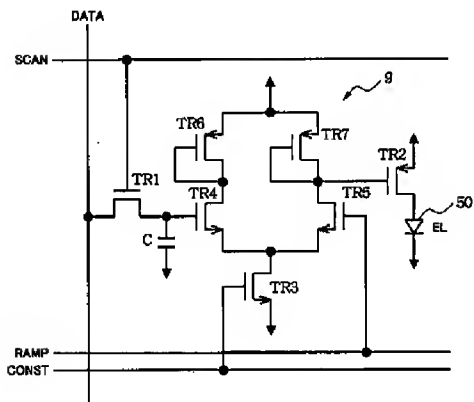 DATA
SCAN
9
TR6
TR7
TR2
TR1
TR4
TR5
50
EL
C
TR3
RAMP
CONST